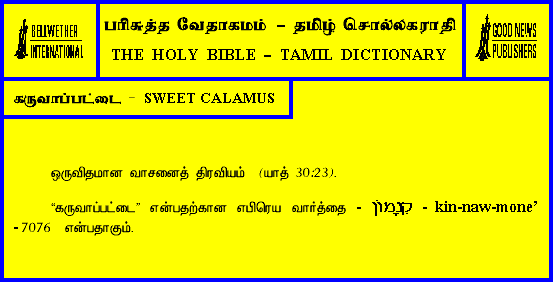 BELLWETHER
INTERNATIONAL
பரிசுத்த வேதாகமம் – தமிழ் சொல்லகராதி
THE HOLY BIBLE – TAMIL DICTIONARY
GOOD NEWS
PUBLISHERS
கருவாப்பட்டை – SWEET CALAMUS
ஒருவிதமான வாசனைத் திரவியம் (யாத் 30:23).
“கருவாப்பட்டை” என்பதற்கான எபிரெய வார்த்தை - קִנָּמוֹן - kin-naw-mone’
-7076 என்பதாகும்.